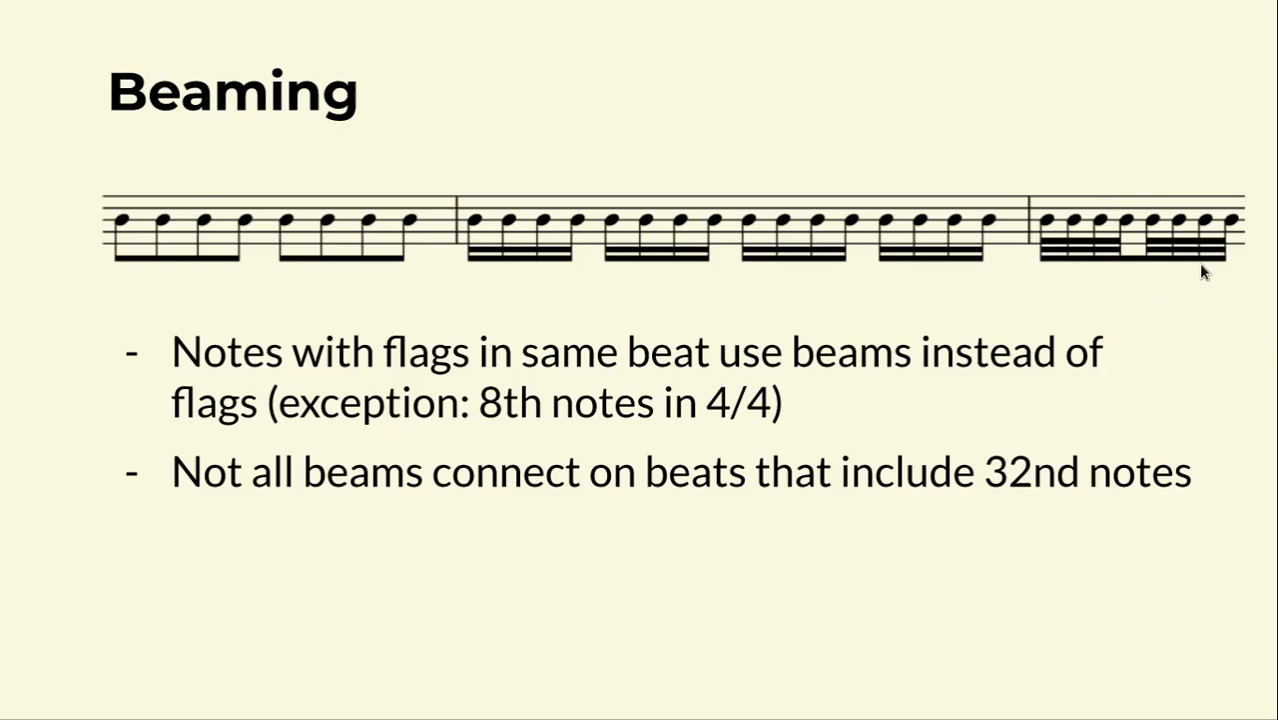 Beaming
- Notes with flags in same beat use beams instead of
flags (exception: 8th notes in 4/4)
- Not all beams connect on beats that include 32nd notes